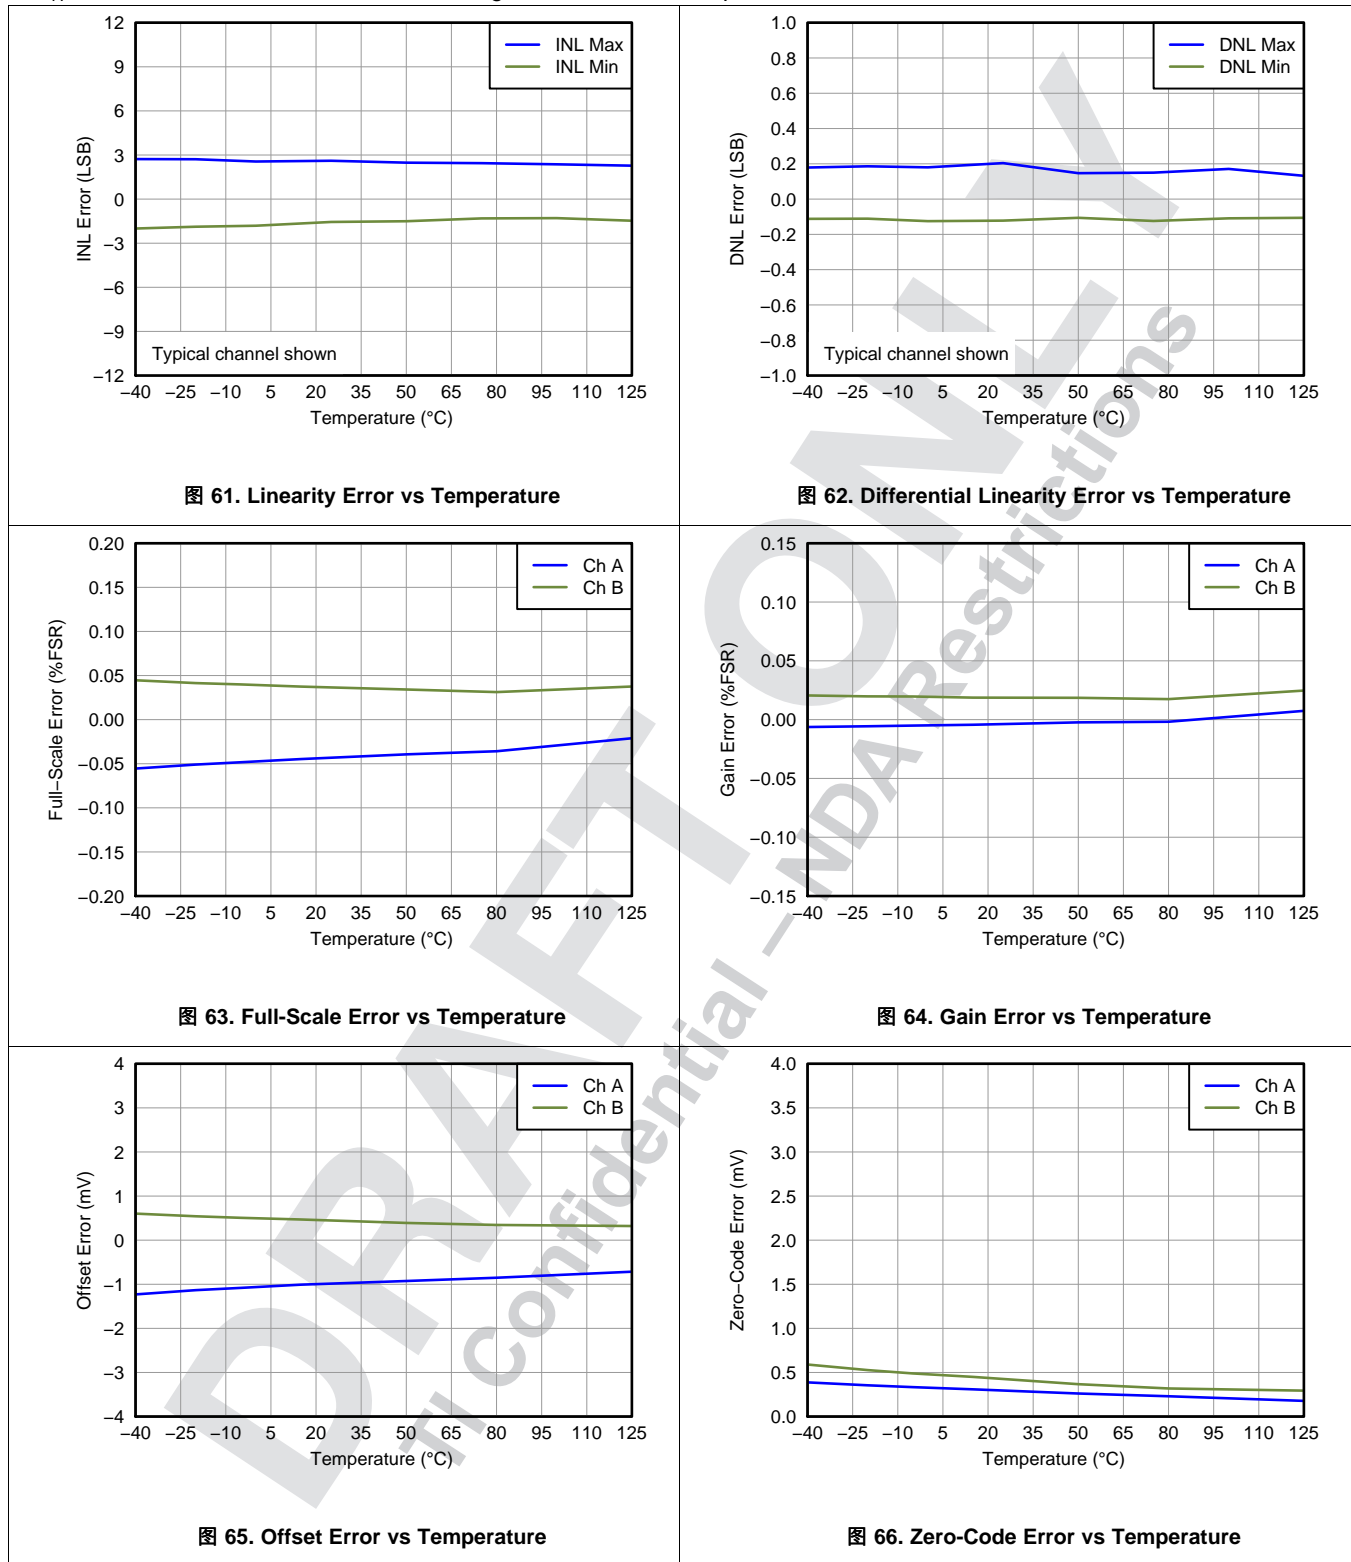 12
9
6
3
0
−3
−6
−9
−12
INL Error (LSB)
INL Max
INL Min
Typical channel shown
−40 −25 −10 5 20 35 50 65 80 95 110 125
Temperature (°C)
图 61. Linearity Error vs Temperature
1.0
0.8
0.6
0.4
0.2
0.0
−0.2
−0.4
−0.6
−0.8
−1.0
DNL Error (LSB)
DNL Max
DNL Min
Typical channel shown
−40 −25 −10 5 20 35 50 65 80 95 110 125
Temperature (°C)
图 62. Differential Linearity Error vs Temperature
0.20
0.15
0.10
0.05
0.00
−0.05
−0.10
−0.15
−0.20
Full−Scale Error (%FSR)
Ch A
Ch B
−40 −25 −10 5 20 35 50 65 80 95 110 125
Temperature (°C)
图 63. Full-Scale Error vs Temperature
0.15
0.10
0.05
0.00
−0.05
−0.10
−0.15
Gain Error (%FSR)
Ch A
Ch B
−40 −25 −10 5 20 35 50 65 80 95 110 125
Temperature (°C)
图 64. Gain Error vs Temperature
4
3
2
1
0
−1
−2
−3
−4
Offset Error (mV)
Ch A
Ch B
−40 −25 −10 5 20 35 50 65 80 95 110 125
Temperature (°C)
图 65. Offset Error vs Temperature
4.0
3.5
3.0
2.5
2.0
1.5
1.0
0.5
0.0
Zero−Code Error (mV)
Ch A
Ch B
−40 −25 −10 5 20 35 50 65 80 95 110 125
Temperature (°C)
图 66. Zero-Code Error vs Temperature
DRAFT ONLY
TI Confidential — NDA Restrictions